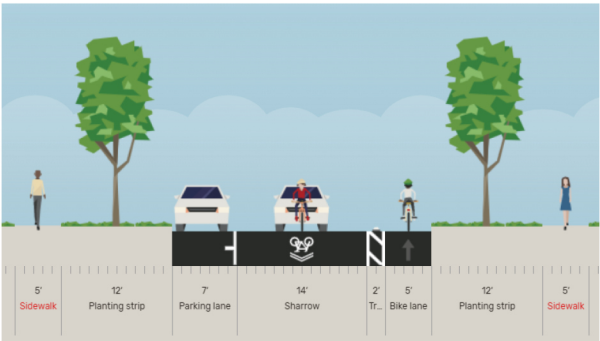 5'
Sidewalk
12'
Planting strip
7'
Parking lane
14'
Sharrow
2'
Tr...
5'
Bike lane
12'
Planting strip
5'
Sidewalk